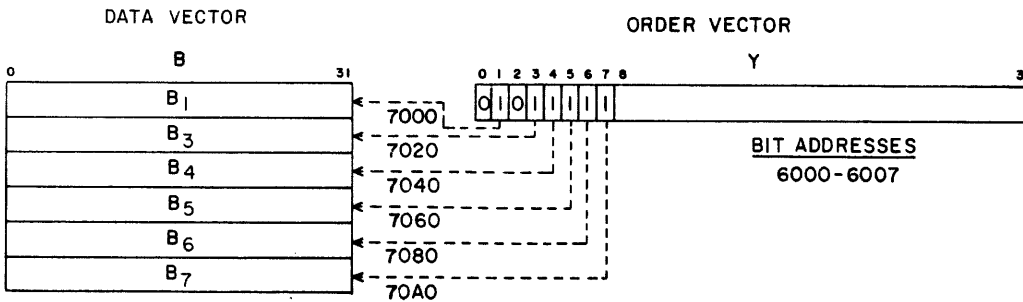 DATA VECTOR
ORDER VECTOR
B
Y
0 31
0 1 2 3 4 5 6 7 8 3
B1
0 1 0 1 1 1 1 1
7000
B3
7020
BIT ADDRESSES
6000-6007
B4
7040
B5
7060
B6
7080
B7
70A0